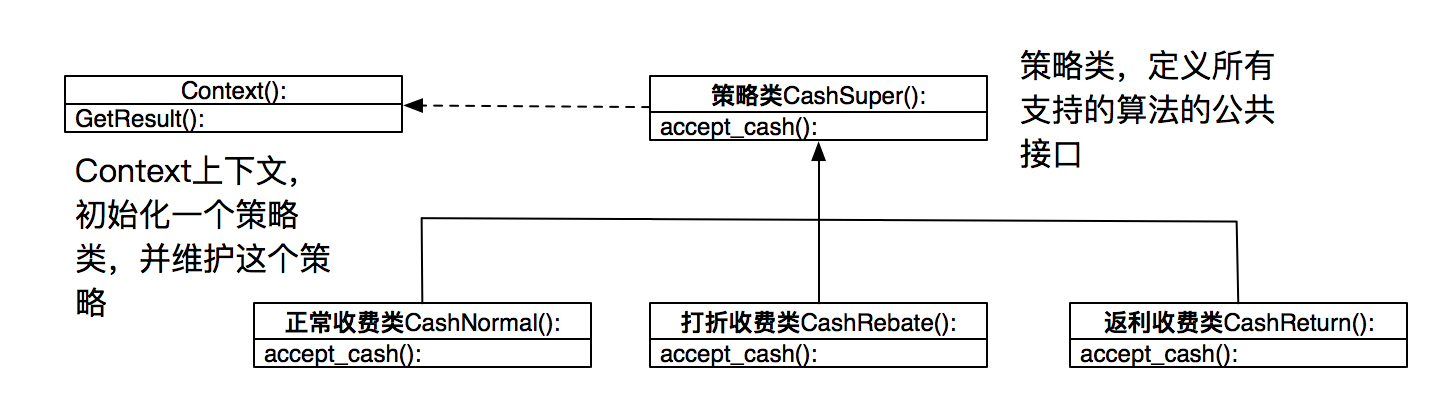 Context():
GetResult():
Context上下文，
初始化一个策略
类，并维护这个策
略
策略类CashSuper():
accept_cash():
策略类，定义所有
支持的算法的公共
接口
正常收费类CashNormal():
accept_cash():
打折收费类CashRebate():
accept_cash():
返利收费类CashReturn():
accept_cash():